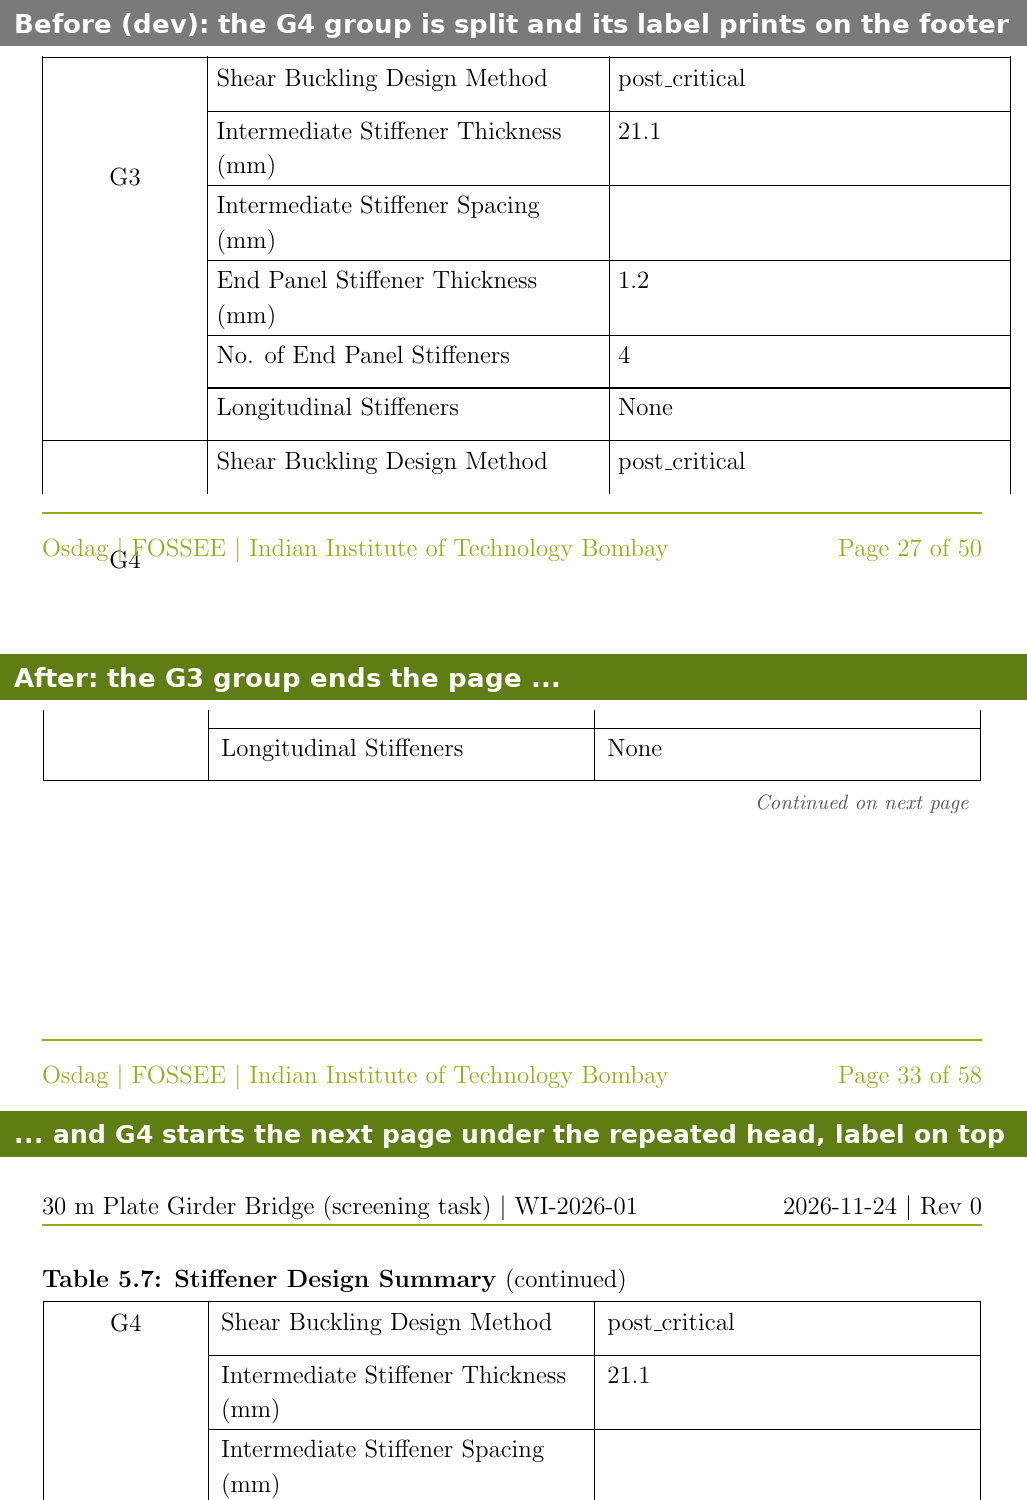 Before (dev): the G4 group is split and its label prints on the footer
Shear Buckling Design Method post_critical
Intermediate Stiffener Thickness 21.1
(mm)
G3
Intermediate Stiffener Spacing
(mm)
End Panel Stiffener Thickness 1.2
(mm)
No. of End Panel Stiffeners 4
Longitudinal Stiffeners None
Shear Buckling Design Method post_critical
Osdag | FOSSEE | Indian Institute of Technology Bombay Page 27 of 50
G4
After: the G3 group ends the page ...
Longitudinal Stiffeners None
Continued on next page
Osdag | FOSSEE | Indian Institute of Technology Bombay Page 33 of 58
... and G4 starts the next page under the repeated head, label on top
30 m Plate Girder Bridge (screening task) | WI-2026-01 2026-11-24 | Rev 0
Table 5.7: Stiffener Design Summary (continued)
G4 Shear Buckling Design Method post_critical
Intermediate Stiffener Thickness 21.1
(mm)
Intermediate Stiffener Spacing
(mm)